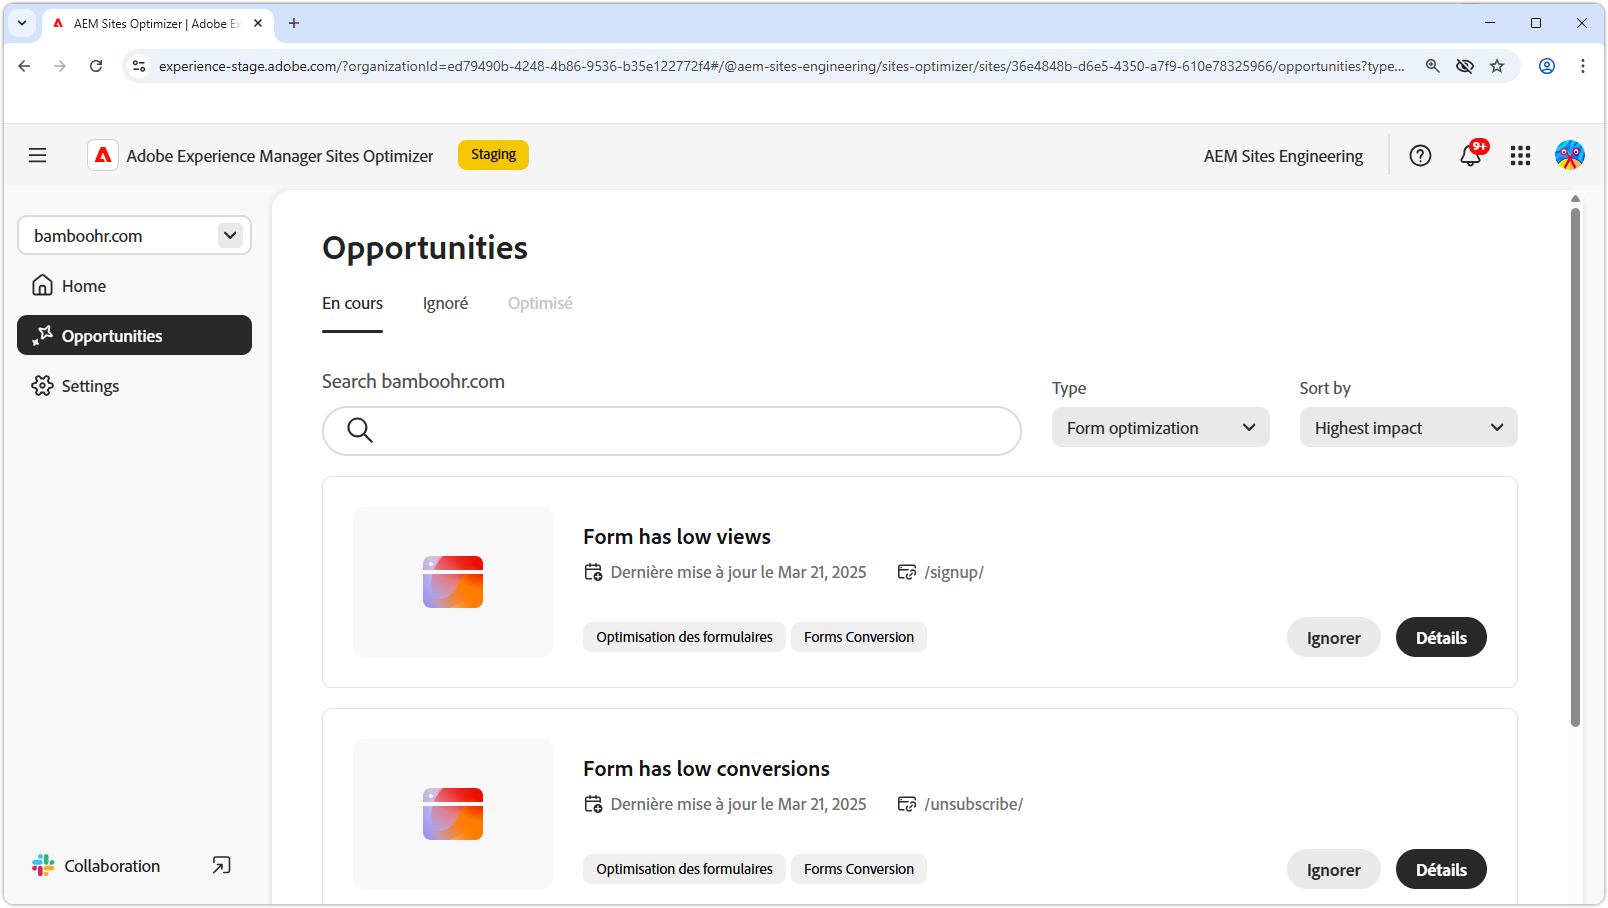 AEM Sites Optimizer | Adobe Ex
experience-stage.adobe.com/?organizationId=ed79490b-4248-4b86-9536-b35e122772f4#/@aem-sites-engineering/sites-optimizer/sites/36e4848b-d6e5-4350-a7f9-610e78325966/opportunities?type...
Adobe Experience Manager Sites Optimizer
Staging
AEM Sites Engineering
9+
bamboohr.com
Home
Opportunities
Settings
Collaboration
Opportunities
En cours
Ignoré
Optimisé
Search bamboohr.com
Type
Form optimization
Sort by
Highest impact
Form has low views
Dernière mise à jour le Mar 21, 2025
/signup/
Optimisation des formulaires
Forms Conversion
Ignorer
Détails
Form has low conversions
Dernière mise à jour le Mar 21, 2025
/unsubscribe/
Optimisation des formulaires
Forms Conversion
Ignorer
Détails